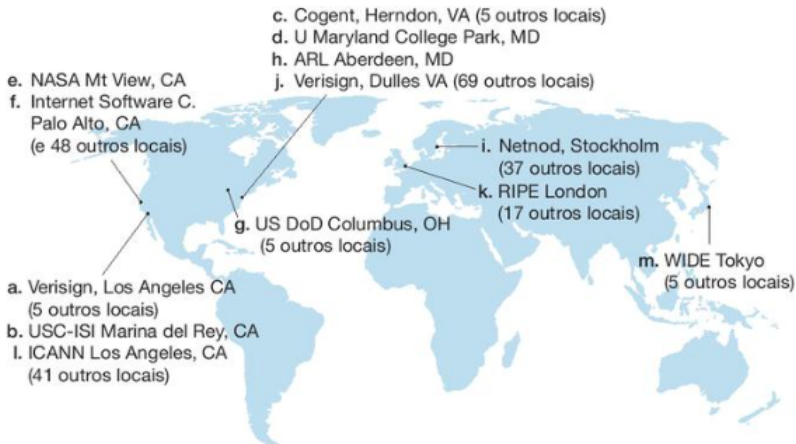 c. Cogent, Herndon, VA (5 outros locais)
d. U Maryland College Park, MD
h. ARL Aberdeen, MD
j. Verisign, Dulles VA (69 outros locais)
e. NASA Mt View, CA
f. Internet Software C.
Palo Alto, CA
(e 48 outros locais)
i. Netnod, Stockholm
(37 outros locais)
k. RIPE London
(17 outros locais)
g. US DoD Columbus, OH
(5 outros locais)
m. WIDE Tokyo
(5 outros locais)
a. Verisign, Los Angeles CA
(5 outros locais)
b. USC-ISI Marina del Rey, CA
l. ICANN Los Angeles, CA
(41 outros locais)